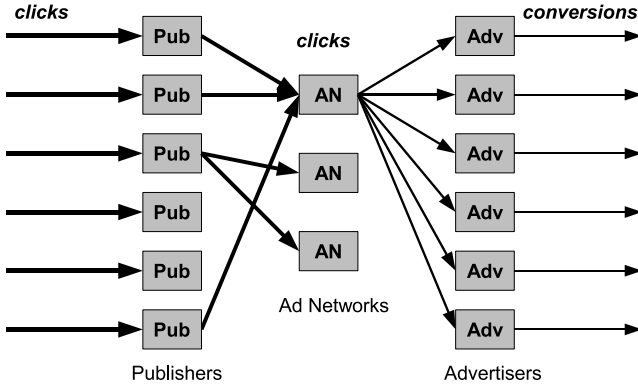 clicks
clicks
conversions
Pub
Pub
Pub
Pub
Pub
Pub
AN
AN
AN
Adv
Adv
Adv
Adv
Adv
Adv
Ad Networks
Publishers
Advertisers